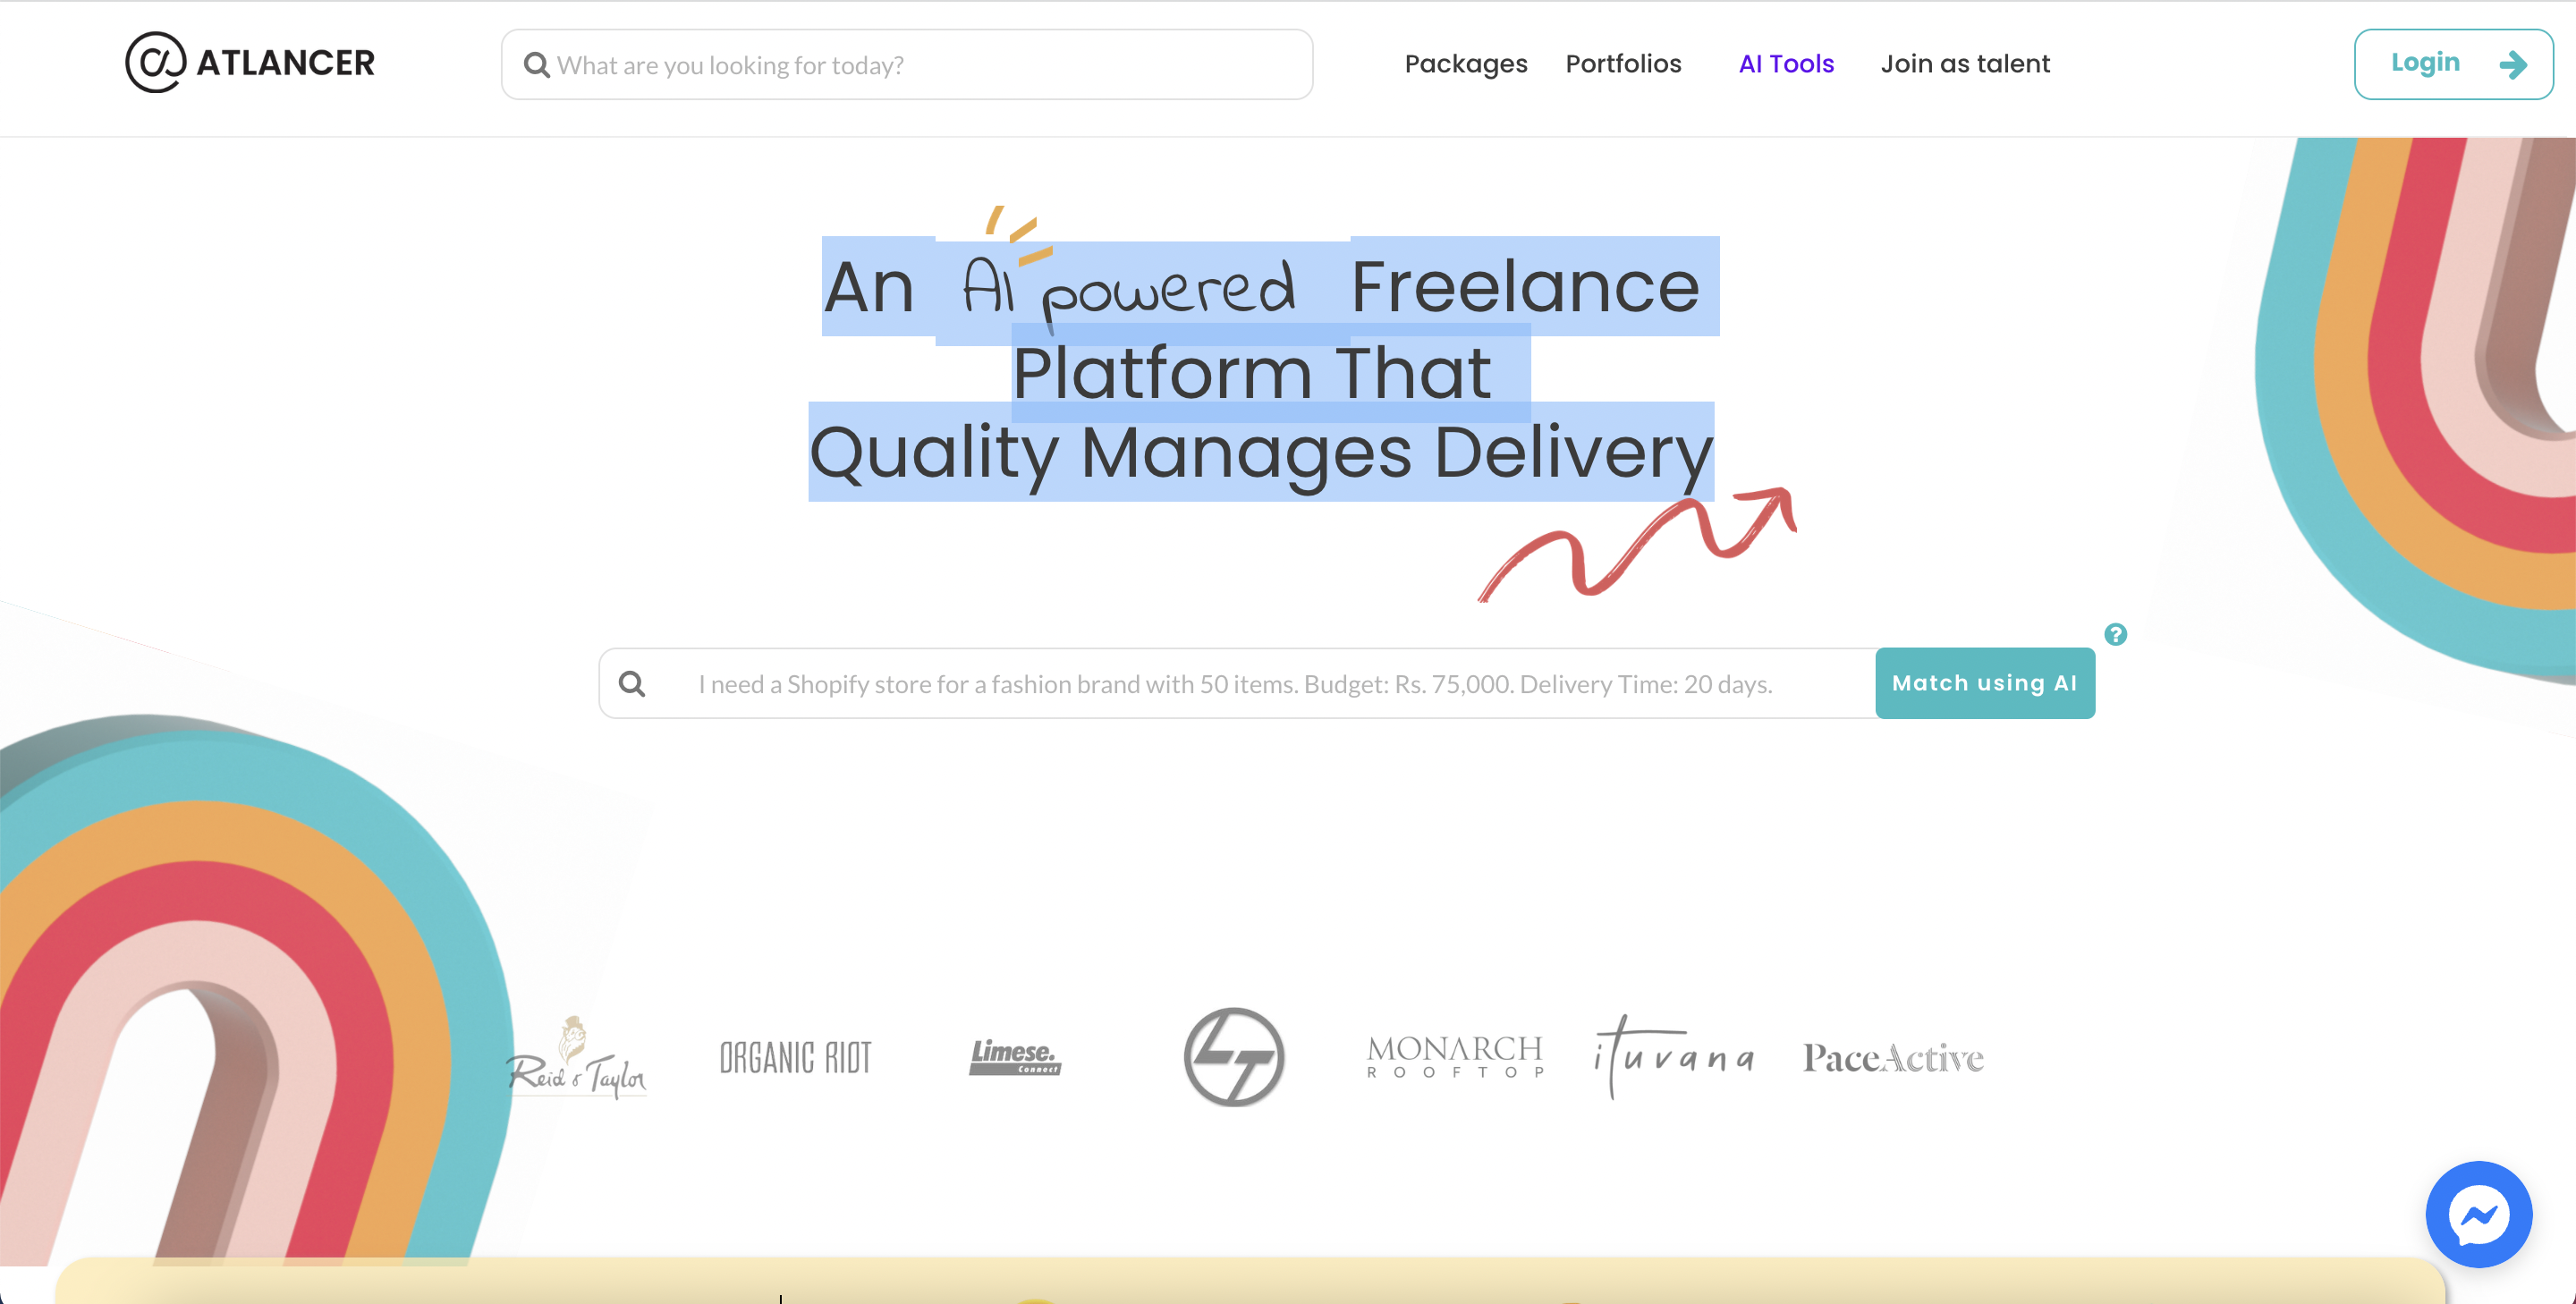 ATLANCER
What are you looking for today?
Packages
Portfolios
AI Tools
Join as talent
Login
An AI powered Freelance
Platform That
Quality Manages Delivery
I need a Shopify store for a fashion brand with 50 items. Budget: Rs. 75,000. Delivery Time: 20 days.
?
Match using AI
Reid & Taylor
ORGANIC RIOT
Limese.
Connect
LT
MONARCH
ROOFTOP
ituvana
PaceActive